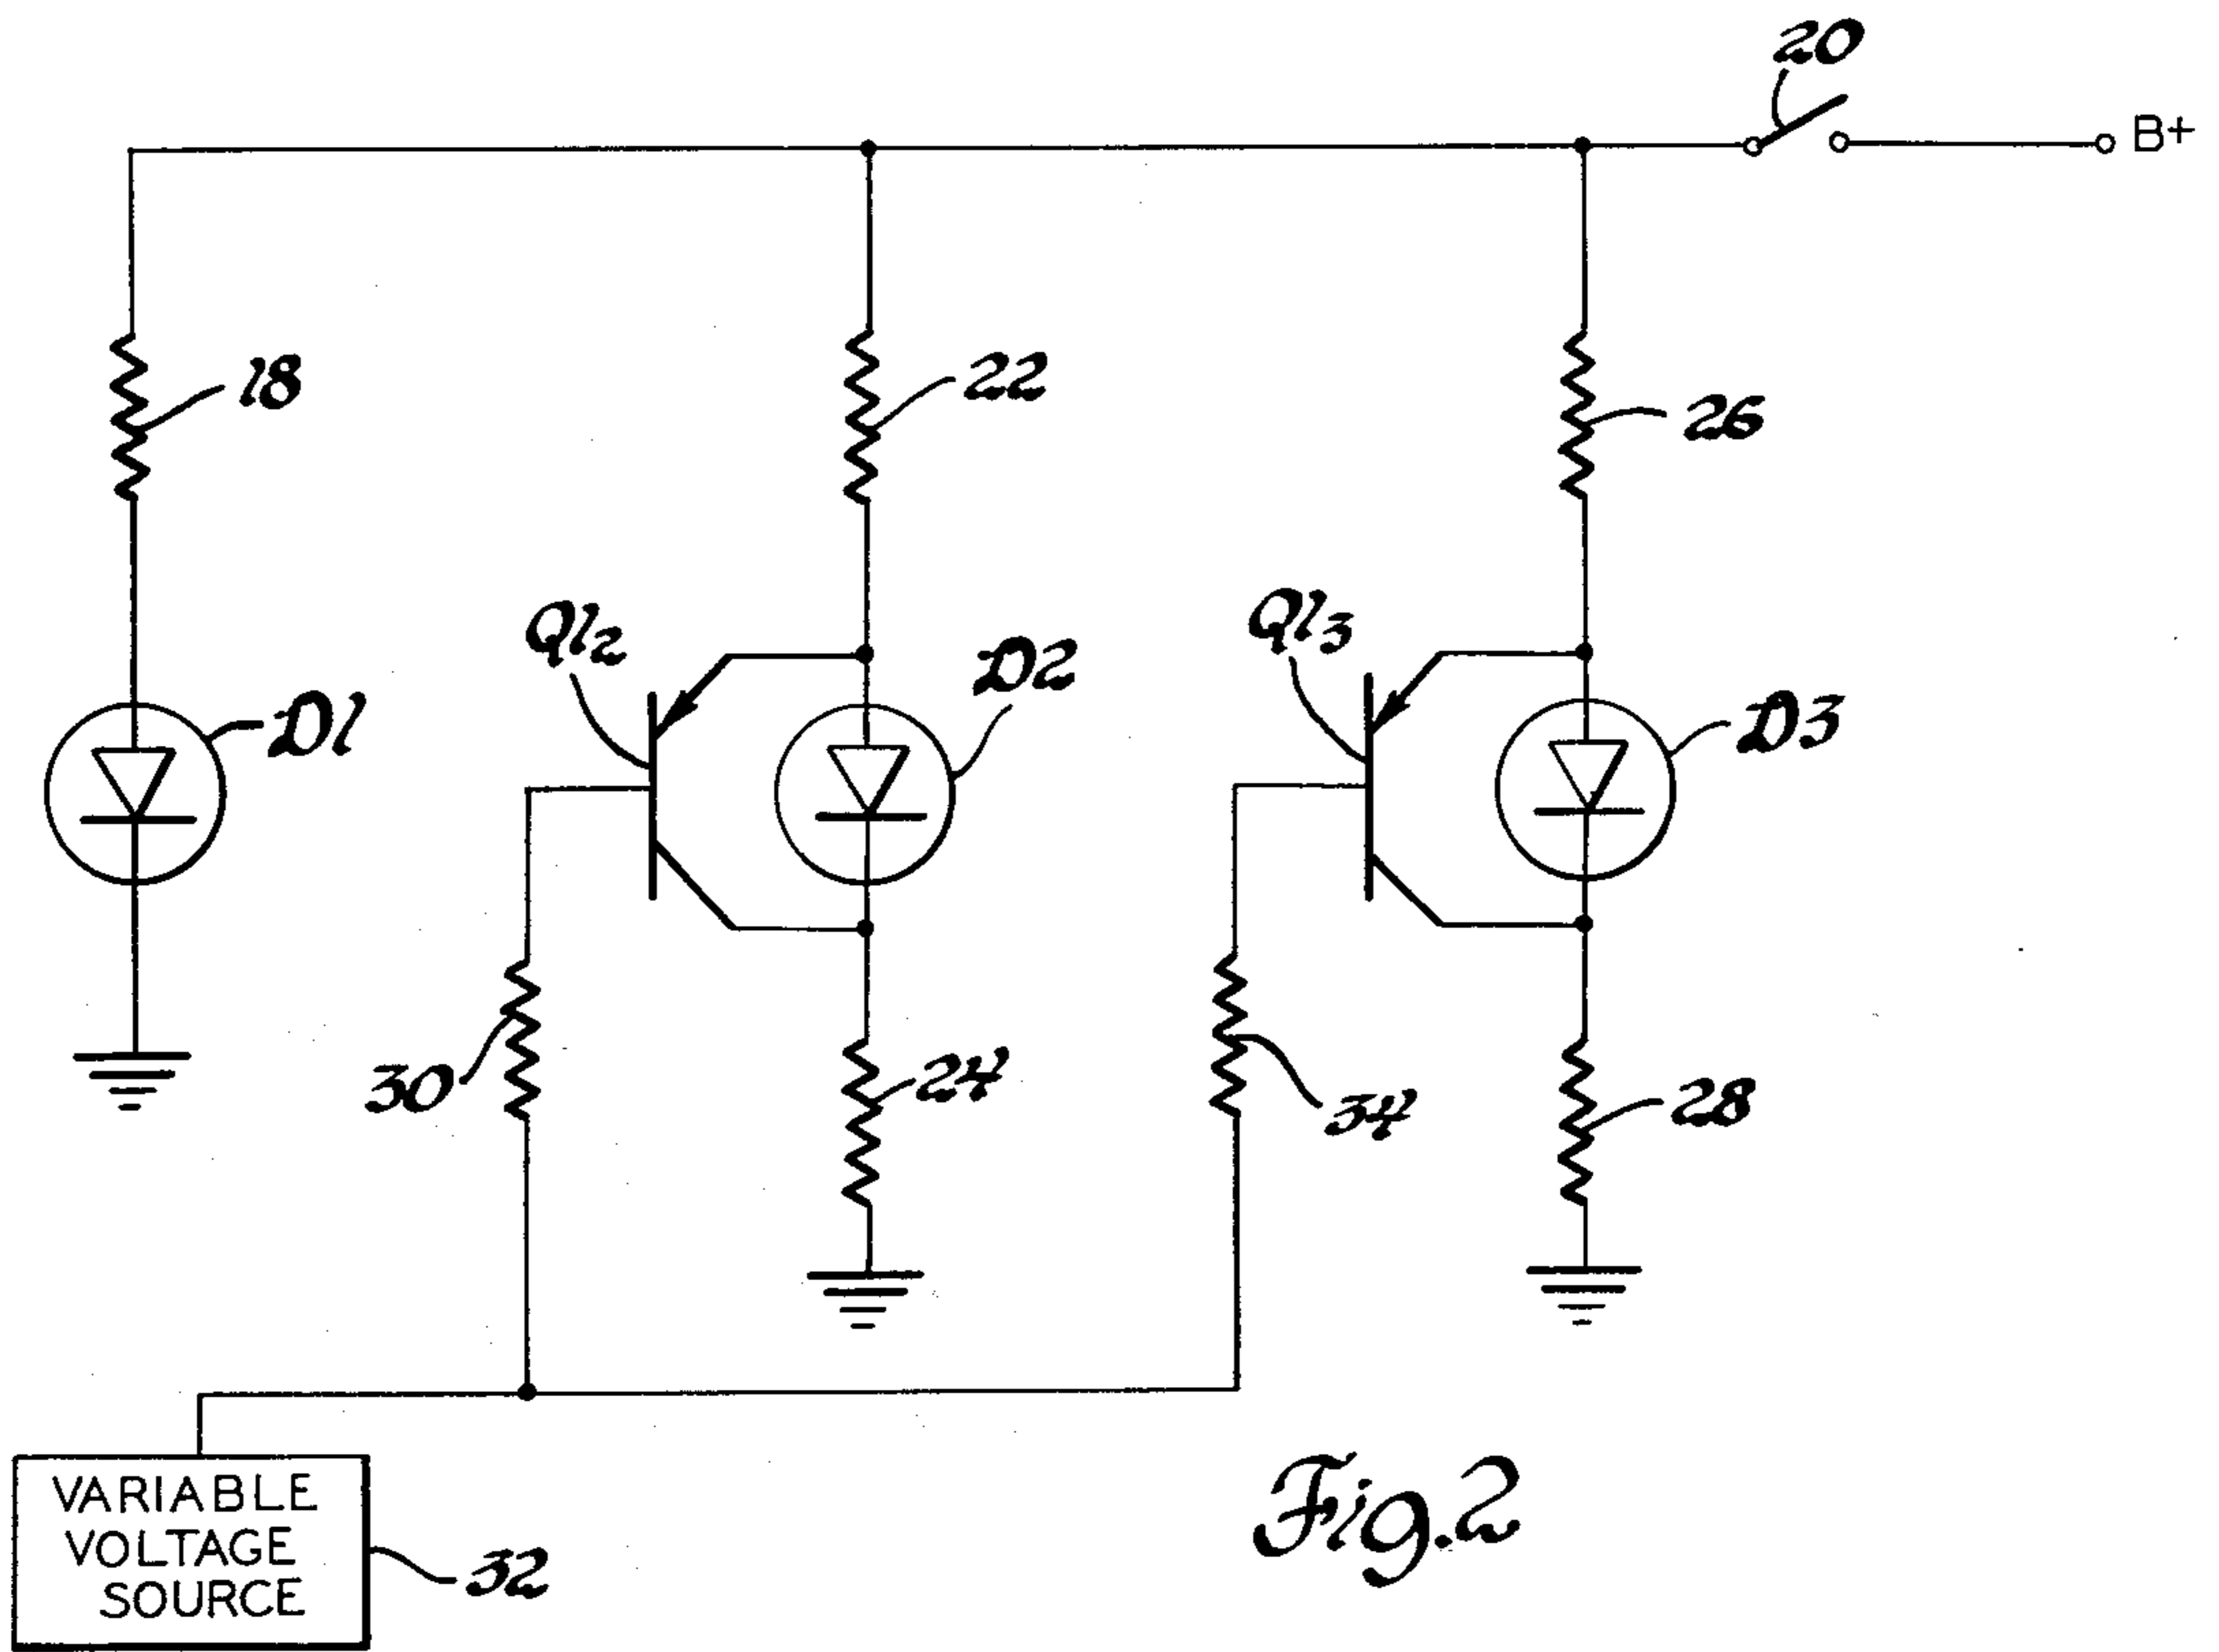 20
B+
18
22
26
Q12
Q13
D1
D2
D3
30
24
34
28
VARIABLE
VOLTAGE
SOURCE
32
Fig. 2